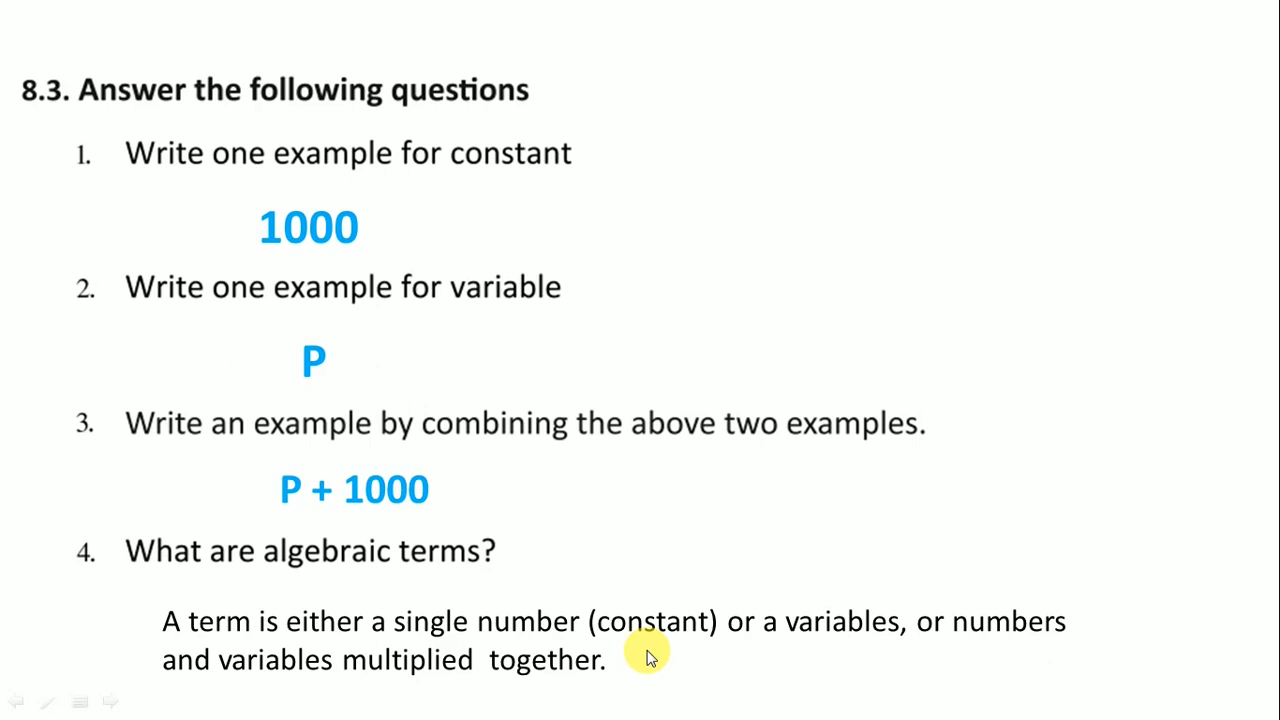 8.3. Answer the following questions
1. Write one example for constant
1000
2. Write one example for variable
P
3. Write an example by combining the above two examples.
P + 1000
4. What are algebraic terms?
A term is either a single number (constant) or a variables, or numbers
and variables multiplied together.